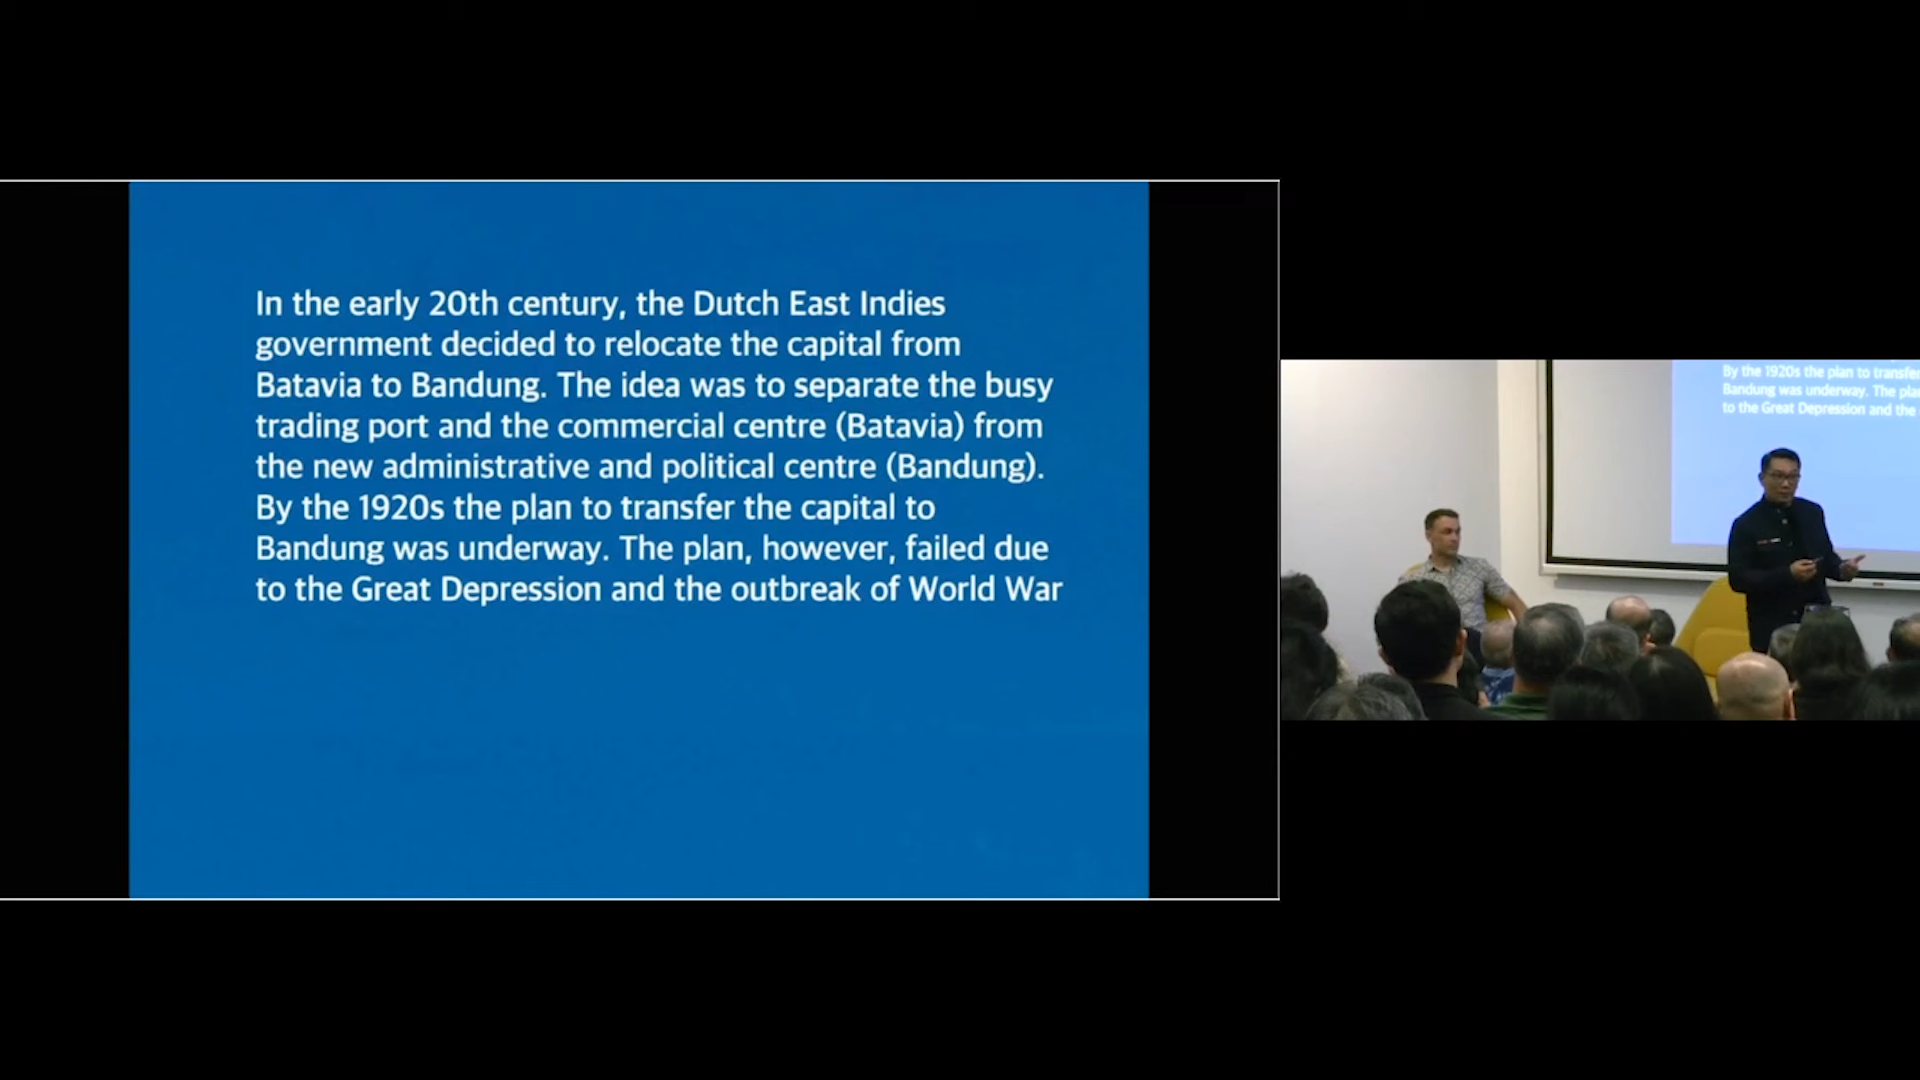 In the early 20th century, the Dutch East Indies
government decided to relocate the capital from
Batavia to Bandung. The idea was to separate the busy
trading port and the commercial centre (Batavia) from
the new administrative and political centre (Bandung).
By the 1920s the plan to transfer the capital to
Bandung was underway. The plan, however, failed due
to the Great Depression and the outbreak of World War
By the 1920s the plan to transfer
Bandung was underway. The plan
to the Great Depression and the